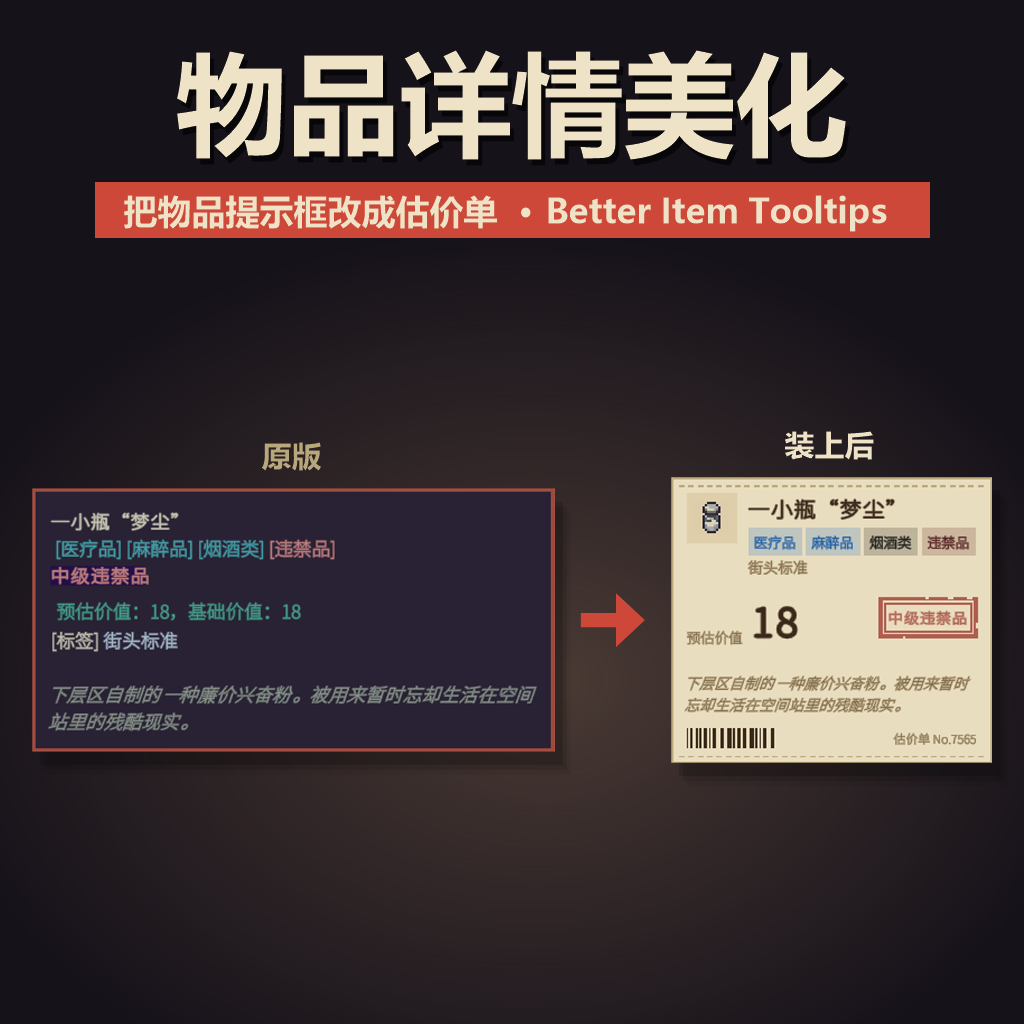 物品详情美化
把物品提示框改成估价单 • Better Item Tooltips
原版
一小瓶“梦尘”
[医疗品] [麻醉品] [烟酒类] [违禁品]
中级违禁品
预估价值：18，基础价值：18
[标签] 街头标准
下层区自制的一种廉价兴奋粉。被用来暂时忘却生活在空间
站里的残酷现实。
装上后
一小瓶“梦尘”
医疗品 麻醉品 烟酒类 违禁品
街头标准
预估价值 18
中级违禁品
下层区自制的一种廉价兴奋粉。被用来暂时
忘却生活在空间站里的残酷现实。
估价单 No.7565